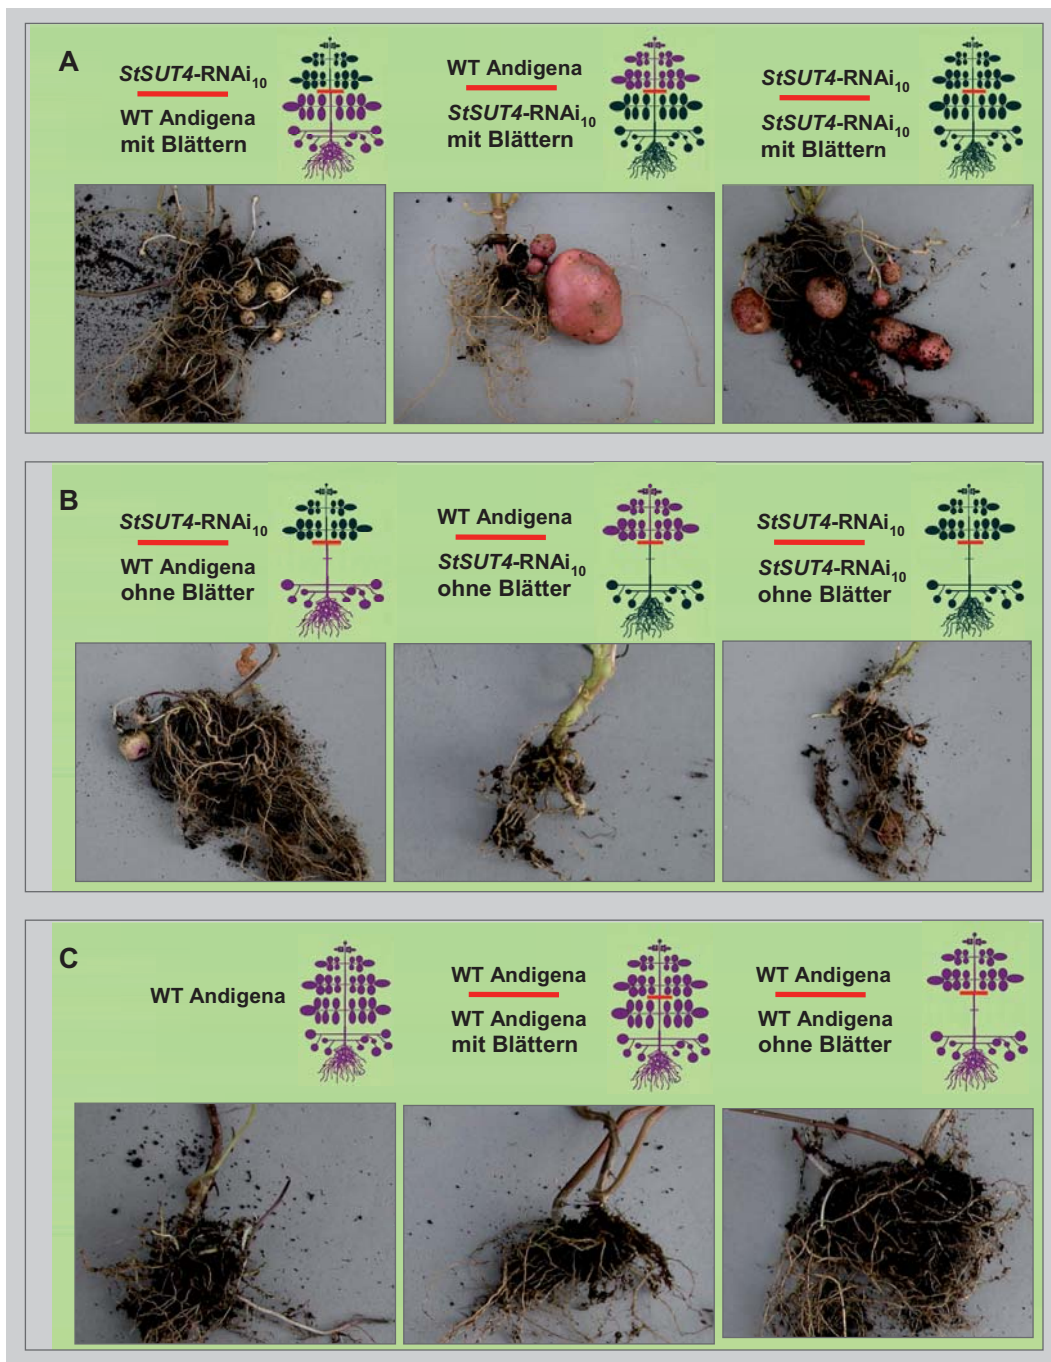 A
StSUT4-RNAi10
WT Andigena
mit Blättern
WT Andigena
StSUT4-RNAi10
mit Blättern
StSUT4-RNAi10
StSUT4-RNAi10
mit Blättern
B
StSUT4-RNAi10
WT Andigena
ohne Blätter
WT Andigena
StSUT4-RNAi10
ohne Blätter
StSUT4-RNAi10
StSUT4-RNAi10
ohne Blätter
C
WT Andigena
WT Andigena
WT Andigena
mit Blättern
WT Andigena
WT Andigena
ohne Blätter